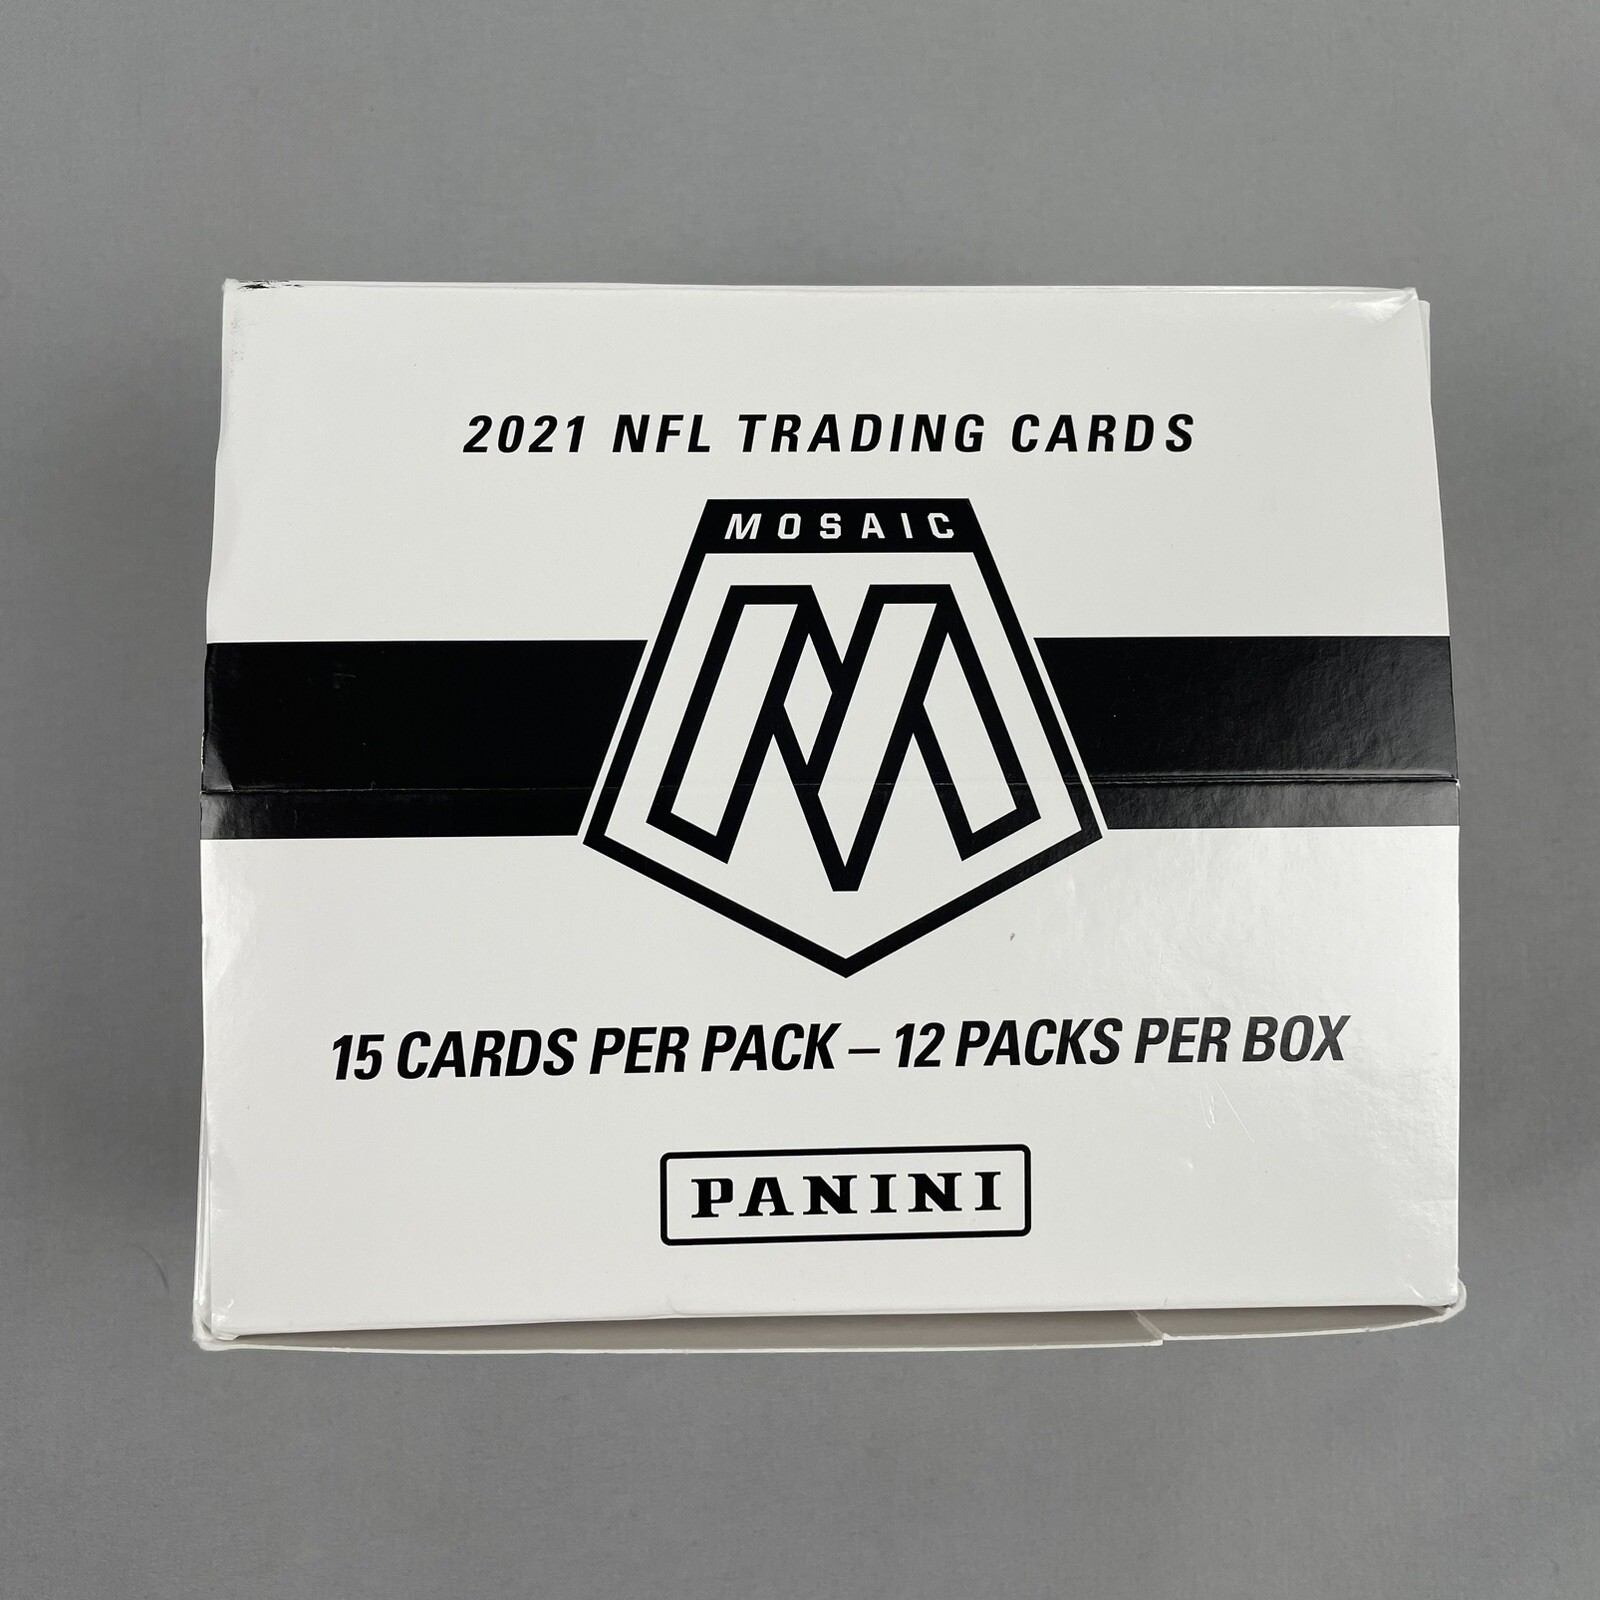 2021 NFL TRADING CARDS
MOSAIC
M
15 CARDS PER PACK – 12 PACKS PER BOX
PANINI